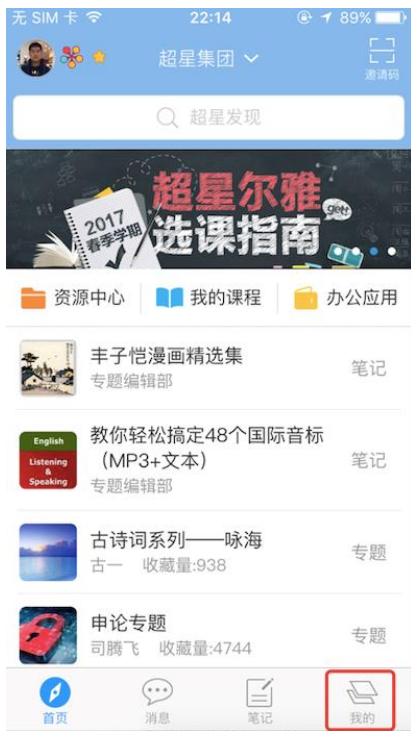 无 SIM 卡 22:14 89%
超星集团
邀请码
超星发现
超星尔雅
选课指南
get!
2017
春季学期
资源中心 我的课程 办公应用
丰子恺漫画精选集
专题编辑部
笔记
English
Listening
&
Speaking
教你轻松搞定48个国际音标
(MP3+文本)
专题编辑部
笔记
古诗词系列——咏海
古一 收藏量:938
专题
申论专题
司腾飞 收藏量:4744
专题
首页 消息 笔记 我的